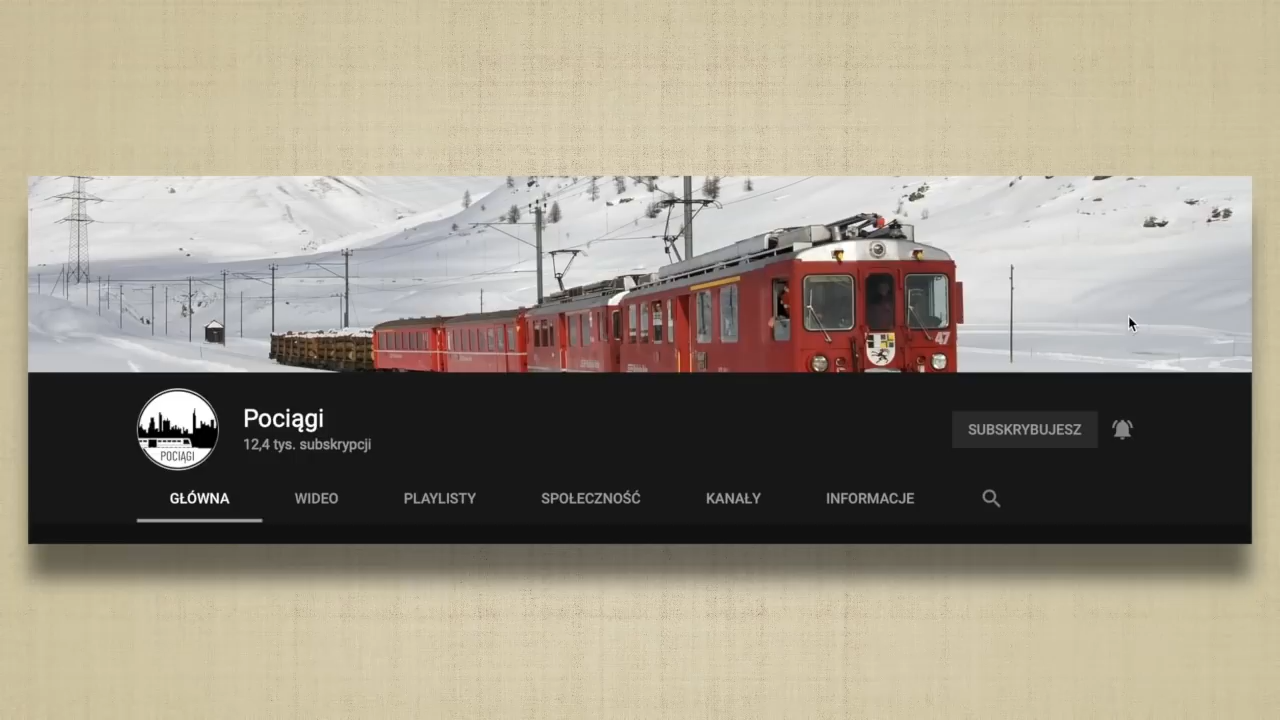 47
Pociągi
12,4 tys. subskrypcji
POCIĄGI
SUBSKRYBUJESZ
GŁÓWNA WIDEO PLAYLISTY SPOŁECZNOŚĆ KANAŁY INFORMACJE